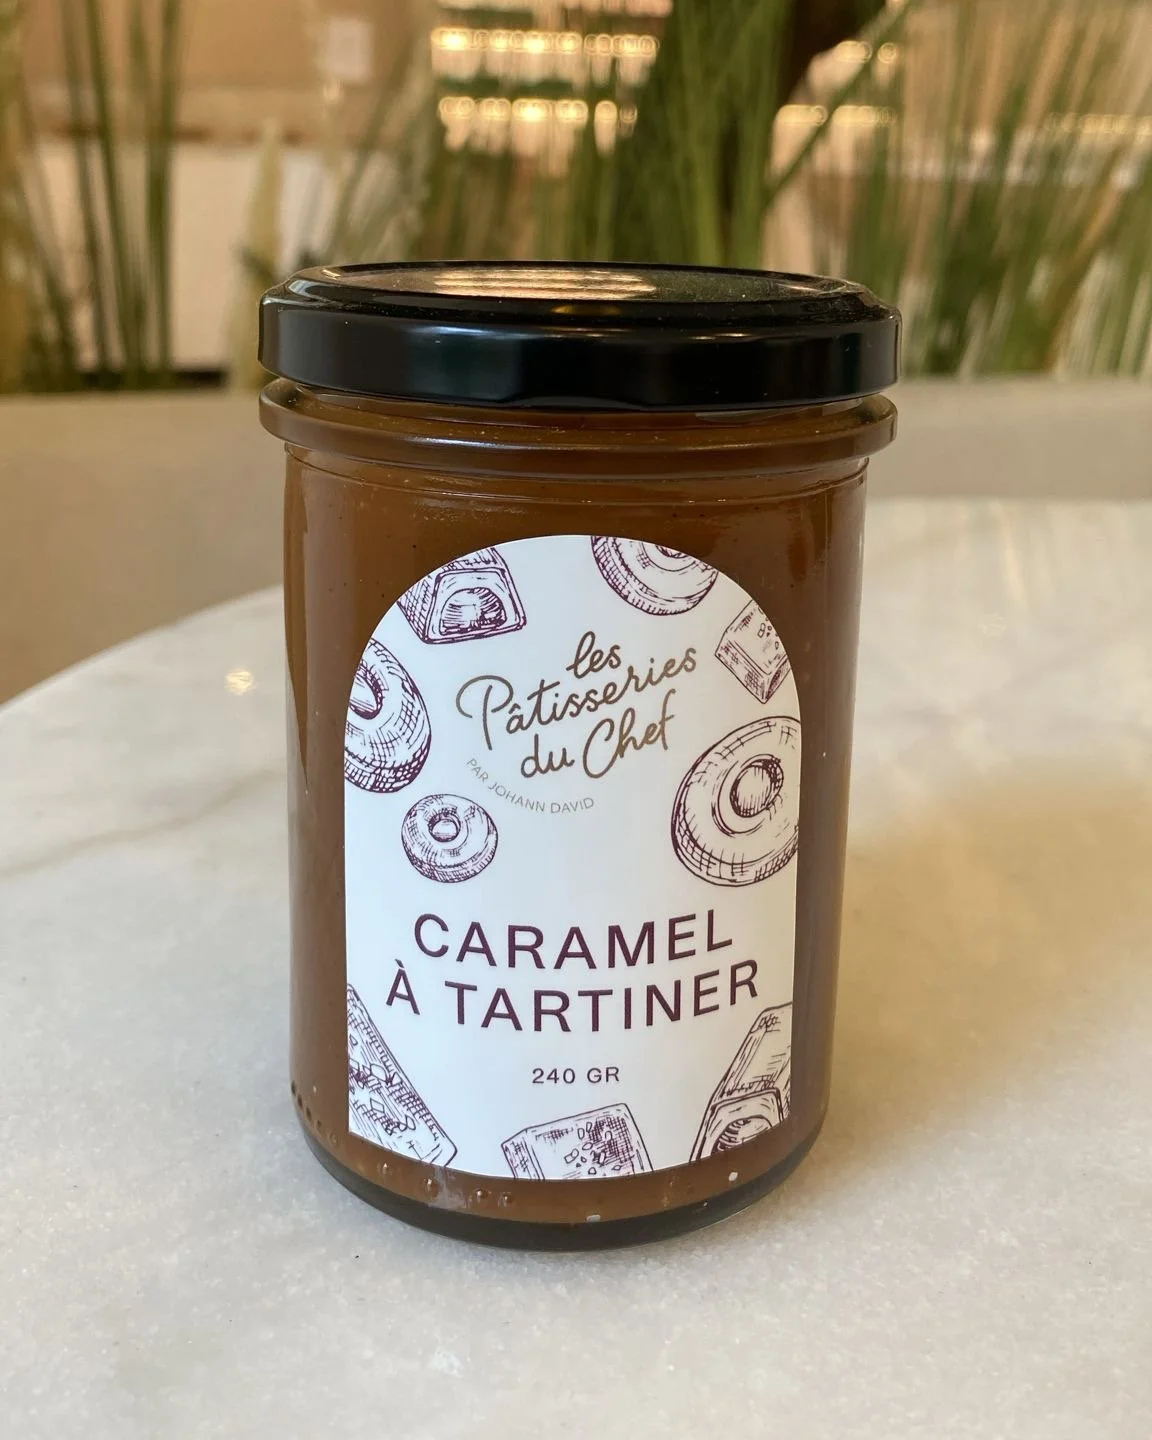 les
Pâtisseries
du Chef
PAR JOHANN DAVID
CARAMEL
À TARTINER
240 GR